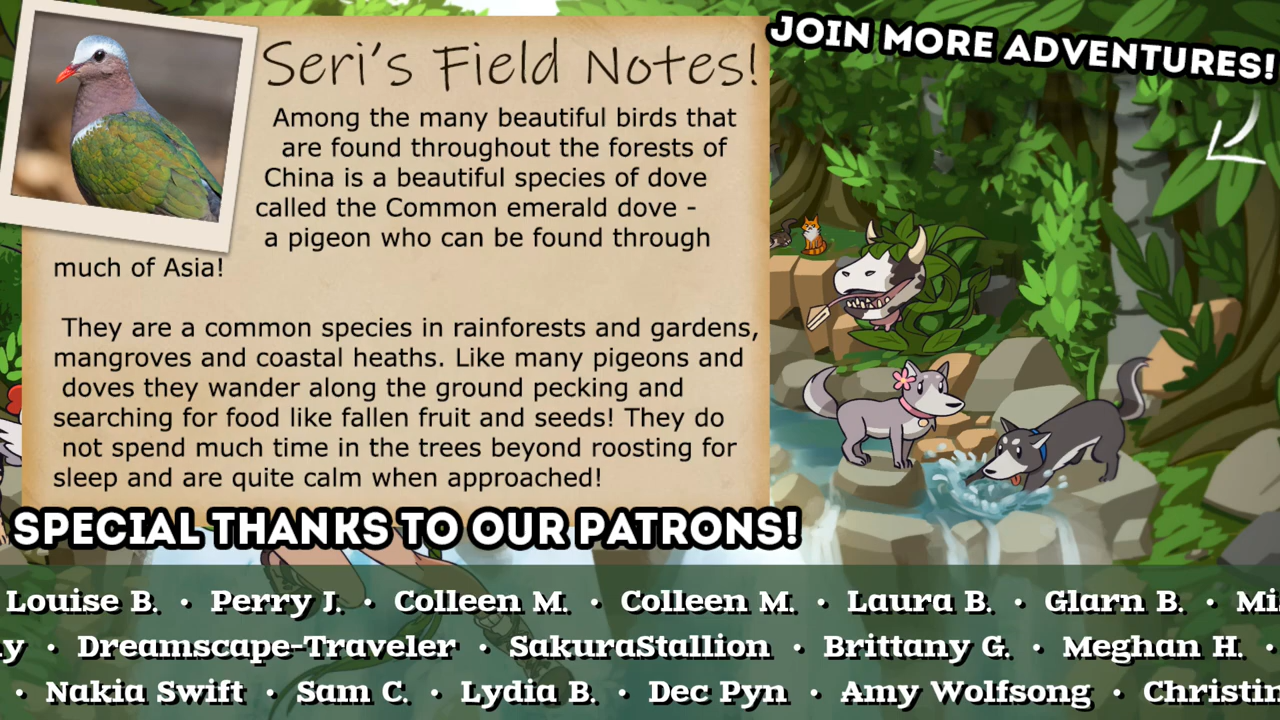 Seri's Field Notes!
Among the many beautiful birds that
are found throughout the forests of
China is a beautiful species of dove
called the Common emerald dove -
a pigeon who can be found through
much of Asia!
They are a common species in rainforests and gardens,
mangroves and coastal heaths. Like many pigeons and
doves they wander along the ground pecking and
searching for food like fallen fruit and seeds! They do
not spend much time in the trees beyond roosting for
sleep and are quite calm when approached!
JOIN MORE ADVENTURES!
SPECIAL THANKS TO OUR PATRONS!
Louise B. · Perry J. · Colleen M. · Colleen M. · Laura B. · Glarn B. ·
· Dreamscape-Traveler · SakuraStallion · Brittany G. · Meghan H. ·
· Nakia Swift · Sam C. · Lydia B. · Dec Pyn · Amy Wolfsong · Christin